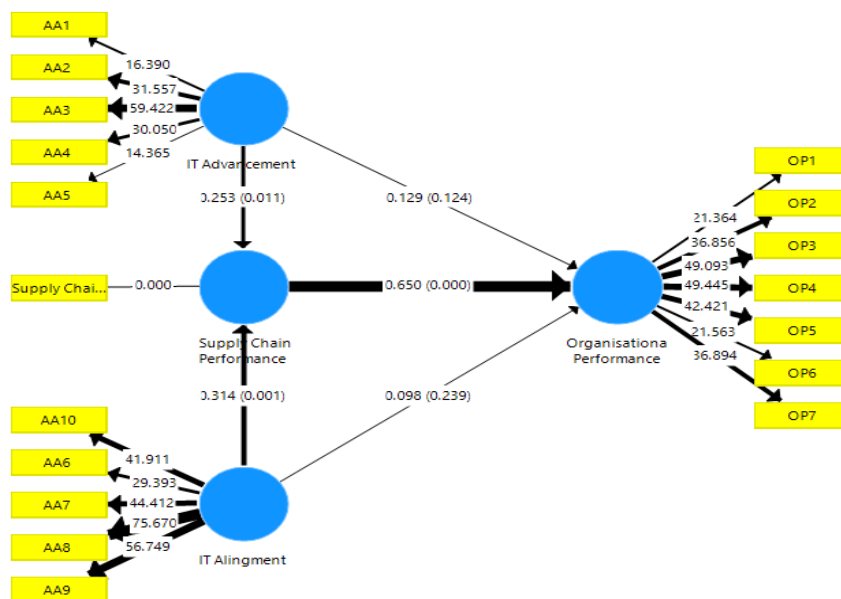 AA1
AA2
AA3
AA4
AA5
16.390
31.557
59.422
30.050
14.365
IT Advancement
0.253 (0.011)
0.129 (0.124)
Supply Chai...
0.000
Supply Chain
Performance
0.650 (0.000)
Organisationa
Performance
OP1
OP2
OP3
OP4
OP5
OP6
OP7
21.364
36.856
49.093
49.445
42.421
21.563
36.894
0.314 (0.001)
0.098 (0.239)
AA10
AA6
AA7
AA8
AA9
41.911
29.393
44.412
75.670
56.749
IT Alingment